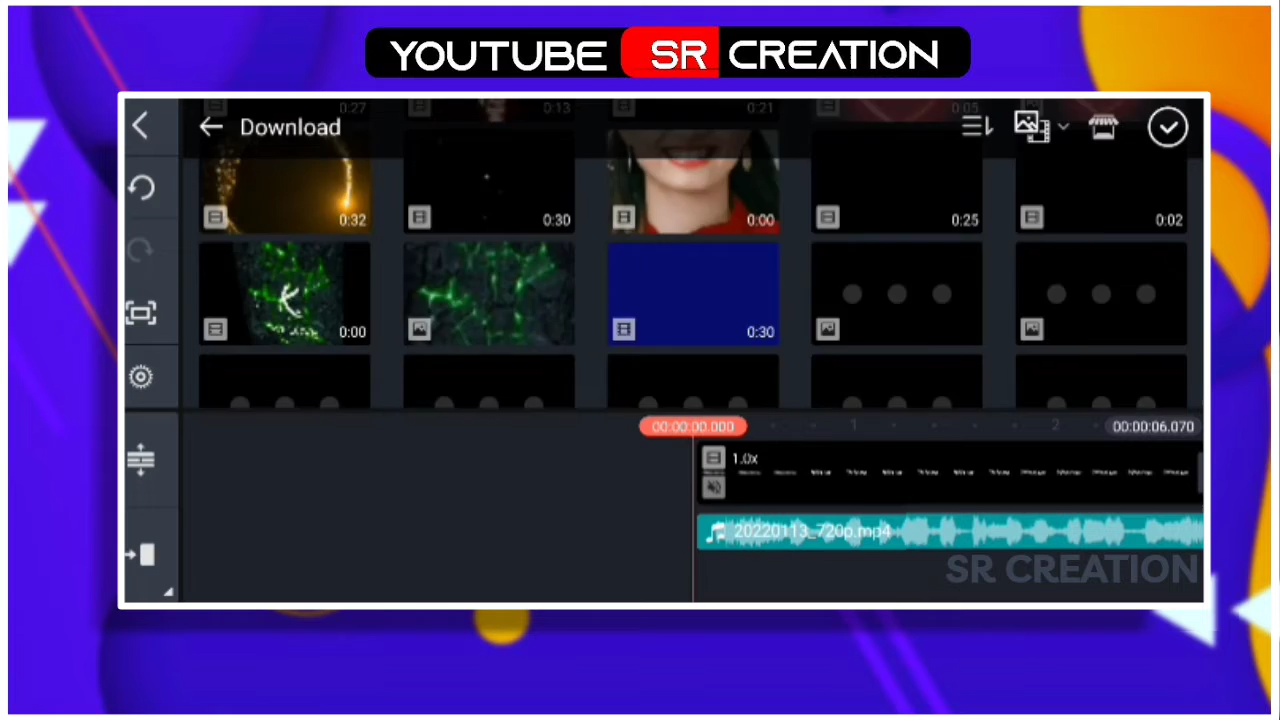 YOUTUBE SR CREATION
0:27 0:13 0:21 0:05
Download
0:32 0:30 0:00 0:25 0:02
0:00 0:30
00:00:00.000 1 2 00:00:06.070
1.0x
20220113_720p.mp4
SR CREATION